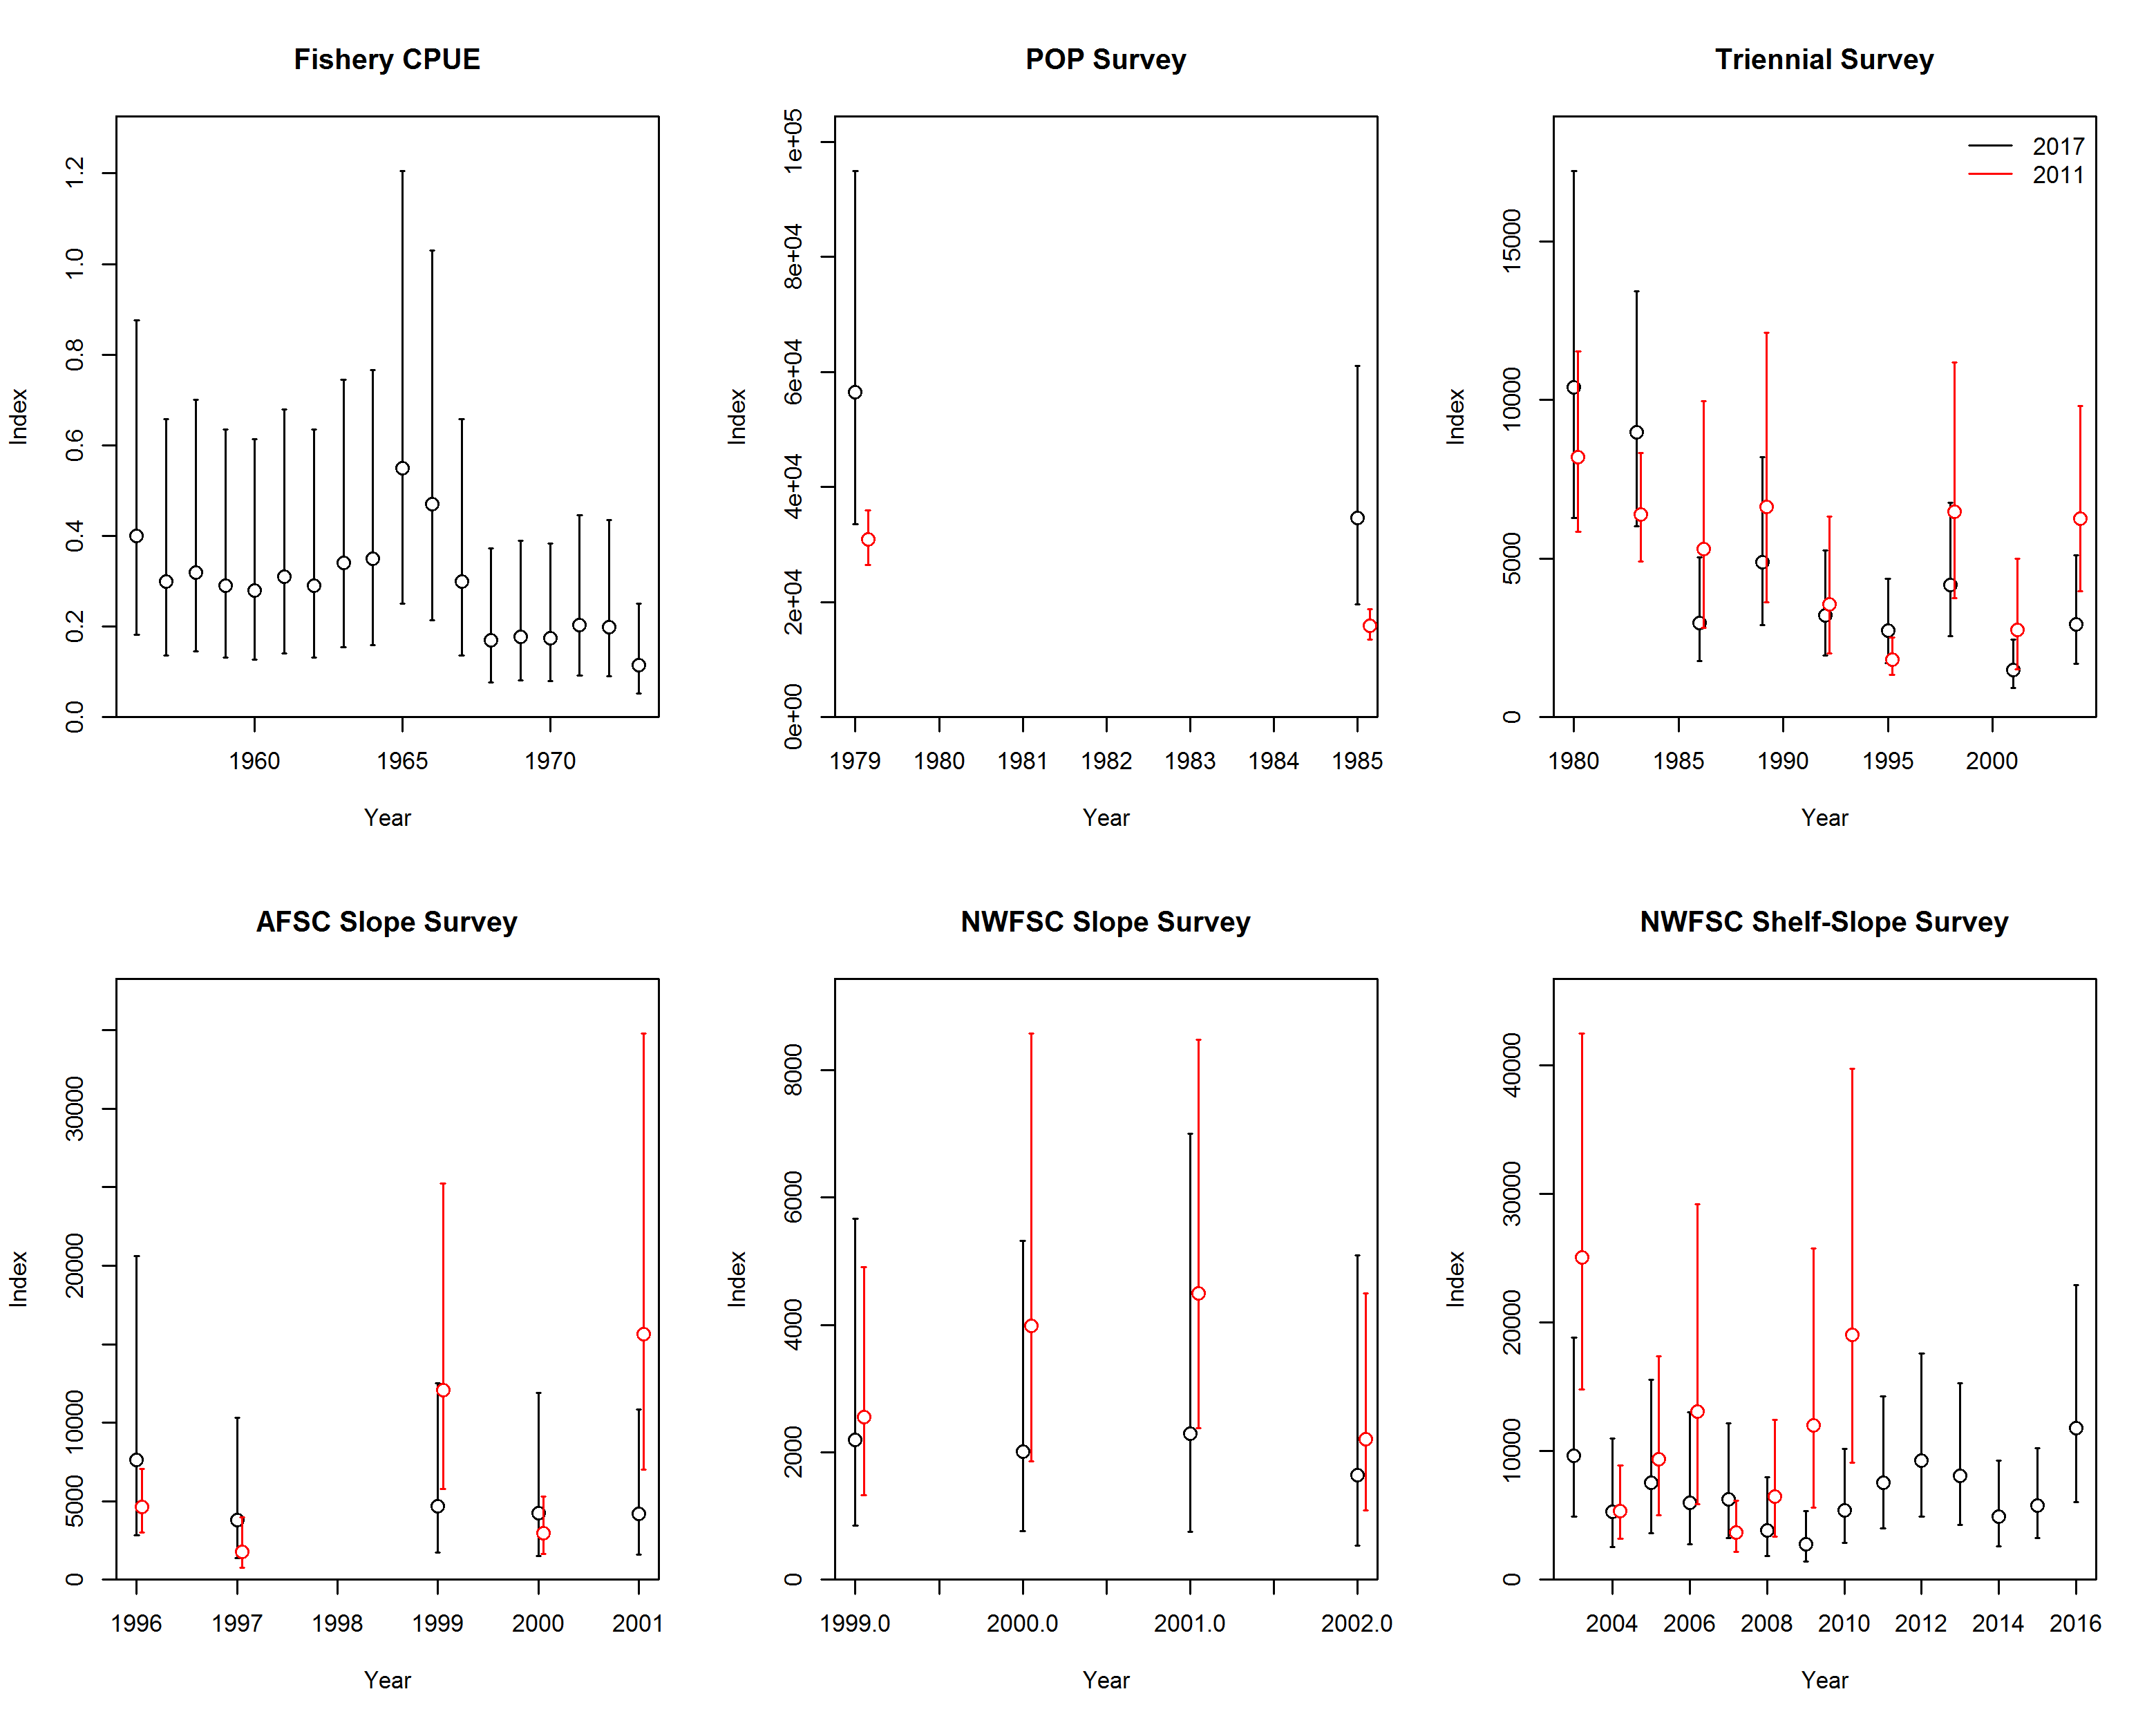 Fishery CPUE
Index
0.0 0.2 0.4 0.6 0.8 1.0 1.2
1960 1965 1970
Year
POP Survey
Index
0e+00 2e+04 4e+04 6e+04 8e+04 1e+05
1979 1980 1981 1982 1983 1984 1985
Year
Triennial Survey
2017
2011
Index
0 5000 10000 15000
1980 1985 1990 1995 2000
Year
AFSC Slope Survey
Index
0 5000 10000 20000 30000
1996 1997 1998 1999 2000 2001
Year
NWFSC Slope Survey
Index
0 2000 4000 6000 8000
1999.0 2000.0 2001.0 2002.0
Year
NWFSC Shelf-Slope Survey
Index
0 10000 20000 30000 40000
2004 2006 2008 2010 2012 2014 2016
Year